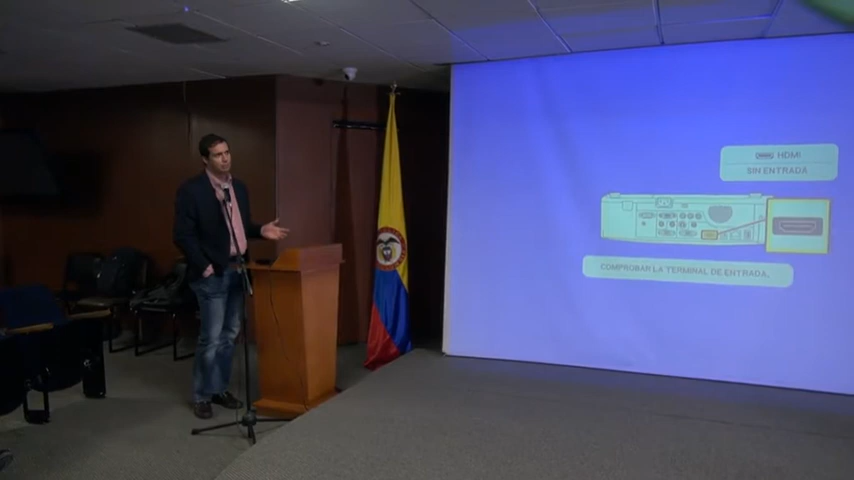 HDMI
SIN ENTRADA
COMPROBAR LA TERMINAL DE ENTRADA.